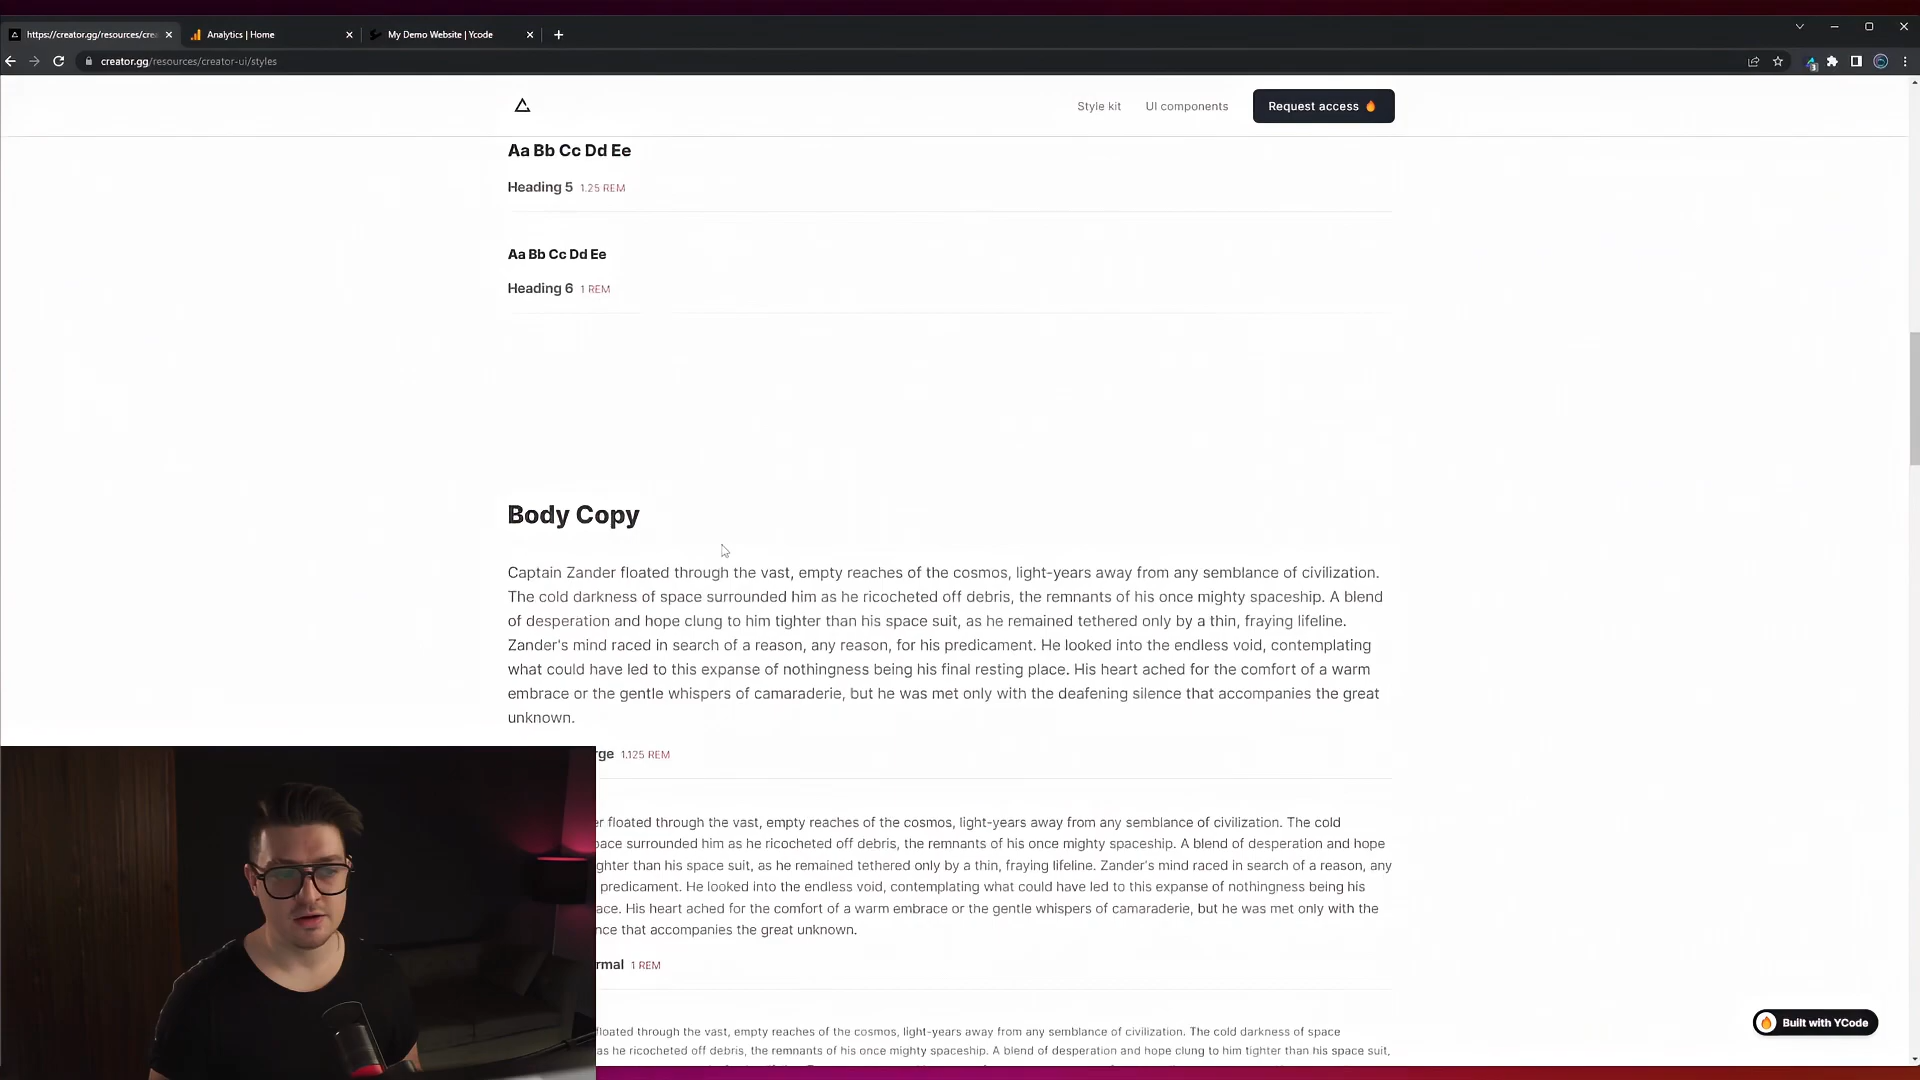 https://creator.gg/resources/cre
Analytics | Home
My Demo Website | Ycode
creator.gg/resources/creator-ui/styles
Style kit
UI components
Request access
Aa Bb Cc Dd Ee
Heading 5 1.25 REM
Aa Bb Cc Dd Ee
Heading 6 1 REM
Body Copy
Captain Zander floated through the vast, empty reaches of the cosmos, light-years away from any semblance of civilization.
The cold darkness of space surrounded him as he ricocheted off debris, the remnants of his once mighty spaceship. A blend
of desperation and hope clung to him tighter than his space suit, as he remained tethered only by a thin, fraying lifeline.
Zander's mind raced in search of a reason, any reason, for his predicament. He looked into the endless void, contemplating
what could have led to this expanse of nothingness being his final resting place. His heart ached for the comfort of a warm
embrace or the gentle whispers of camaraderie, but he was met only with the deafening silence that accompanies the great
unknown.
rge 1.125 REM
er floated through the vast, empty reaches of the cosmos, light-years away from any semblance of civilization. The cold
pace surrounded him as he ricocheted off debris, the remnants of his once mighty spaceship. A blend of desperation and hope
ghter than his space suit, as he remained tethered only by a thin, fraying lifeline. Zander's mind raced in search of a reason, any
predicament. He looked into the endless void, contemplating what could have led to this expanse of nothingness being his
ace. His heart ached for the comfort of a warm embrace or the gentle whispers of camaraderie, but he was met only with the
nce that accompanies the great unknown.
rmal 1 REM
floated through the vast, empty reaches of the cosmos, light-years away from any semblance of civilization. The cold darkness of space
as he ricocheted off debris, the remnants of his once mighty spaceship. A blend of desperation and hope clung to him tighter than his space suit,
Built with YCode